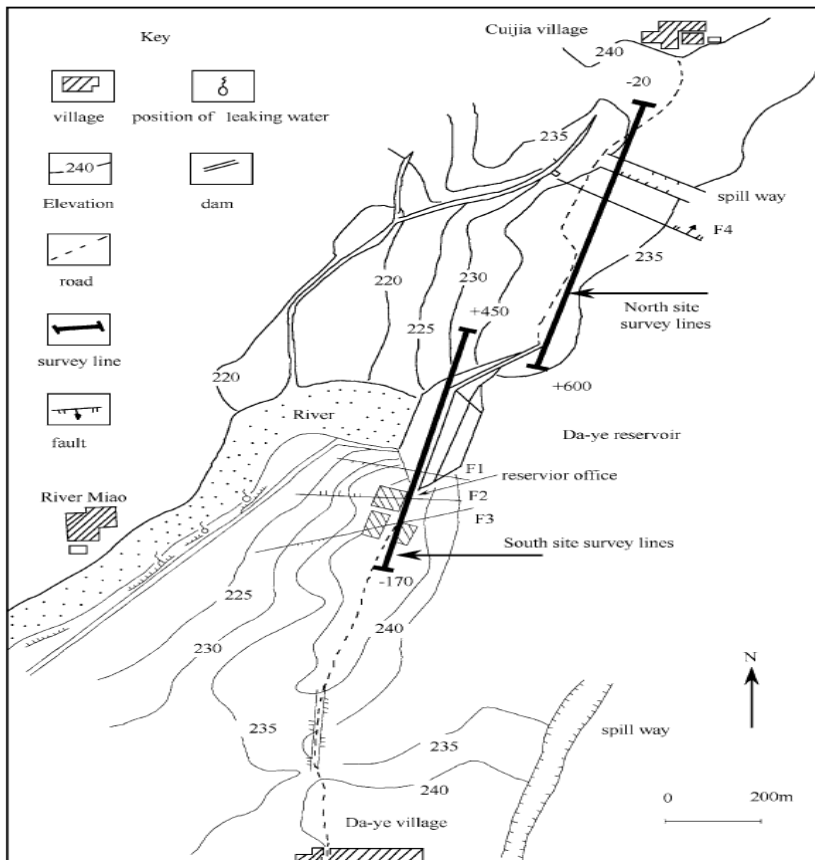 Key
village
position of leaking water
240
Elevation
dam
road
survey line
fault
Cuijia village
240
-20
235
spill way
F4
235
220
230
225
+450
North site
survey lines
220
+600
River
Da-ye reservoir
F1
reservior office
F2
F3
River Miao
South site survey lines
-170
225
240
230
235
235
spill way
240
N
0 200m
Da-ye village